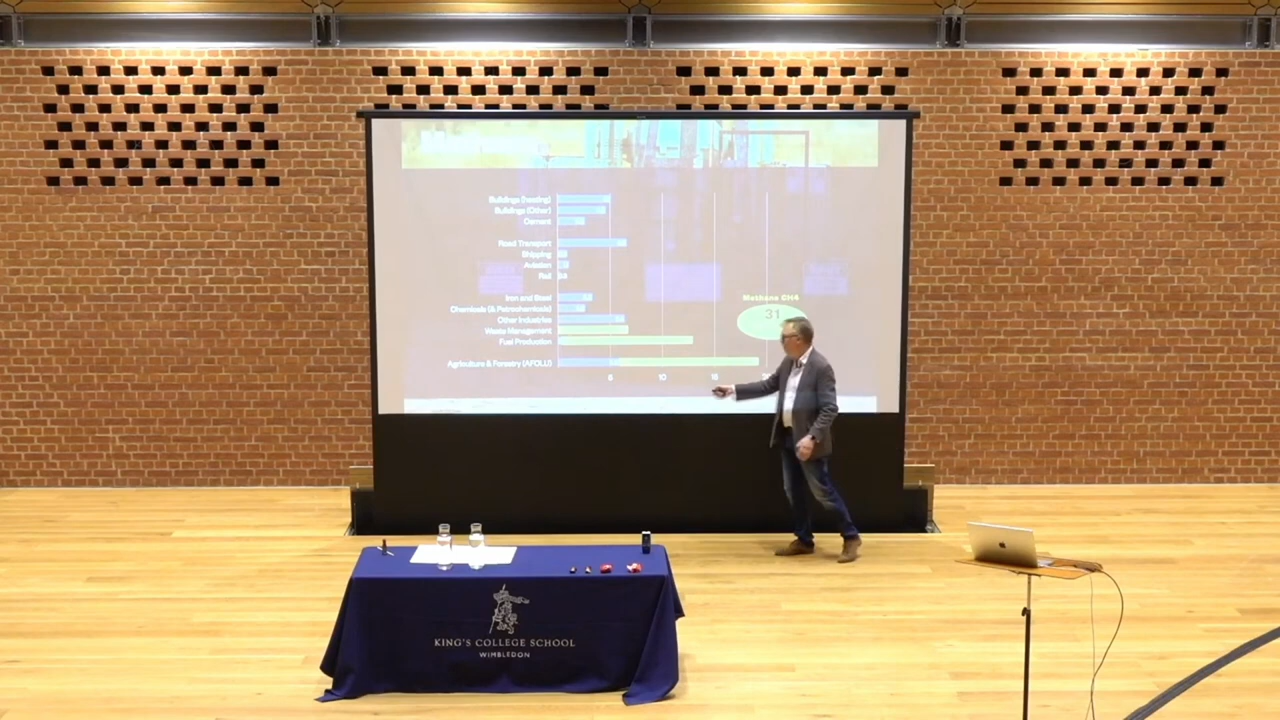 Buildings (heating)
Buildings (Other)
Cement
Road Transport
Shipping
Aviation
Rail
Iron and Steel
Chemicals (& Petrochemicals)
Other Industries
Waste Management
Fuel Production
Agriculture & Forestry (AFOLU)
Methane CH4
31
5
10
15
KING'S COLLEGE SCHOOL
WIMBLEDON